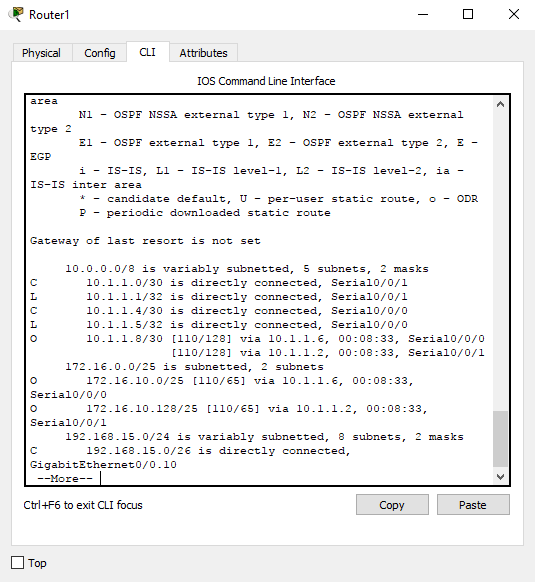 Router1
Physical Config CLI Attributes
IOS Command Line Interface
area
N1 - OSPF NSSA external type 1, N2 - OSPF NSSA external
type 2
E1 - OSPF external type 1, E2 - OSPF external type 2, E -
EGP
i - IS-IS, L1 - IS-IS level-1, L2 - IS-IS level-2, ia -
IS-IS inter area
* - candidate default, U - per-user static route, o - ODR
P - periodic downloaded static route
Gateway of last resort is not set
10.0.0.0/8 is variably subnetted, 5 subnets, 2 masks
C 10.1.1.0/30 is directly connected, Serial0/0/1
L 10.1.1.1/32 is directly connected, Serial0/0/1
C 10.1.1.4/30 is directly connected, Serial0/0/0
L 10.1.1.5/32 is directly connected, Serial0/0/0
O 10.1.1.8/30 [110/128] via 10.1.1.6, 00:08:33, Serial0/0/0
[110/128] via 10.1.1.2, 00:08:33, Serial0/0/1
172.16.0.0/25 is subnetted, 2 subnets
O 172.16.10.0/25 [110/65] via 10.1.1.6, 00:08:33,
Serial0/0/0
O 172.16.10.128/25 [110/65] via 10.1.1.2, 00:08:33,
Serial0/0/1
192.168.15.0/24 is variably subnetted, 8 subnets, 2 masks
C 192.168.15.0/26 is directly connected,
GigabitEthernet0/0.10
--More--
Ctrl+F6 to exit CLI focus
Copy Paste
Top